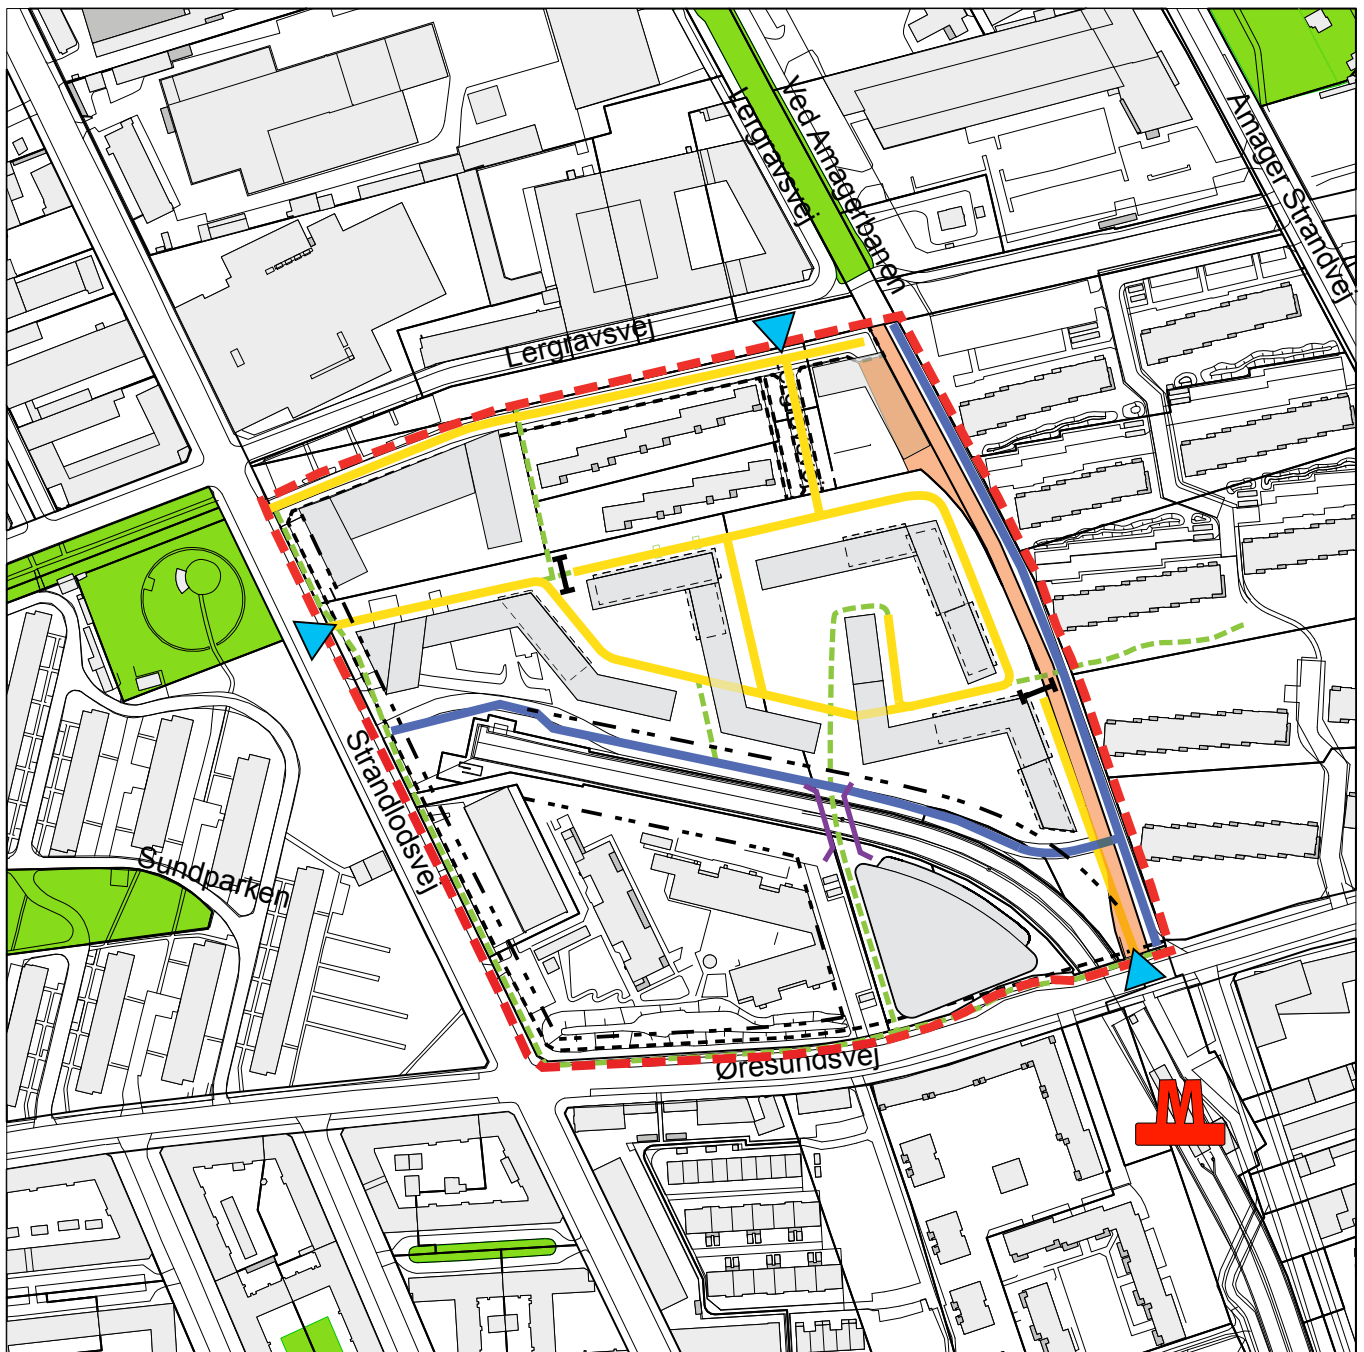 Ved Amagerbanen
Lergravsvej
Amager Strandvej
Lergravsvej
Strandlodsvej
Sundparken
Øresundsvej
M